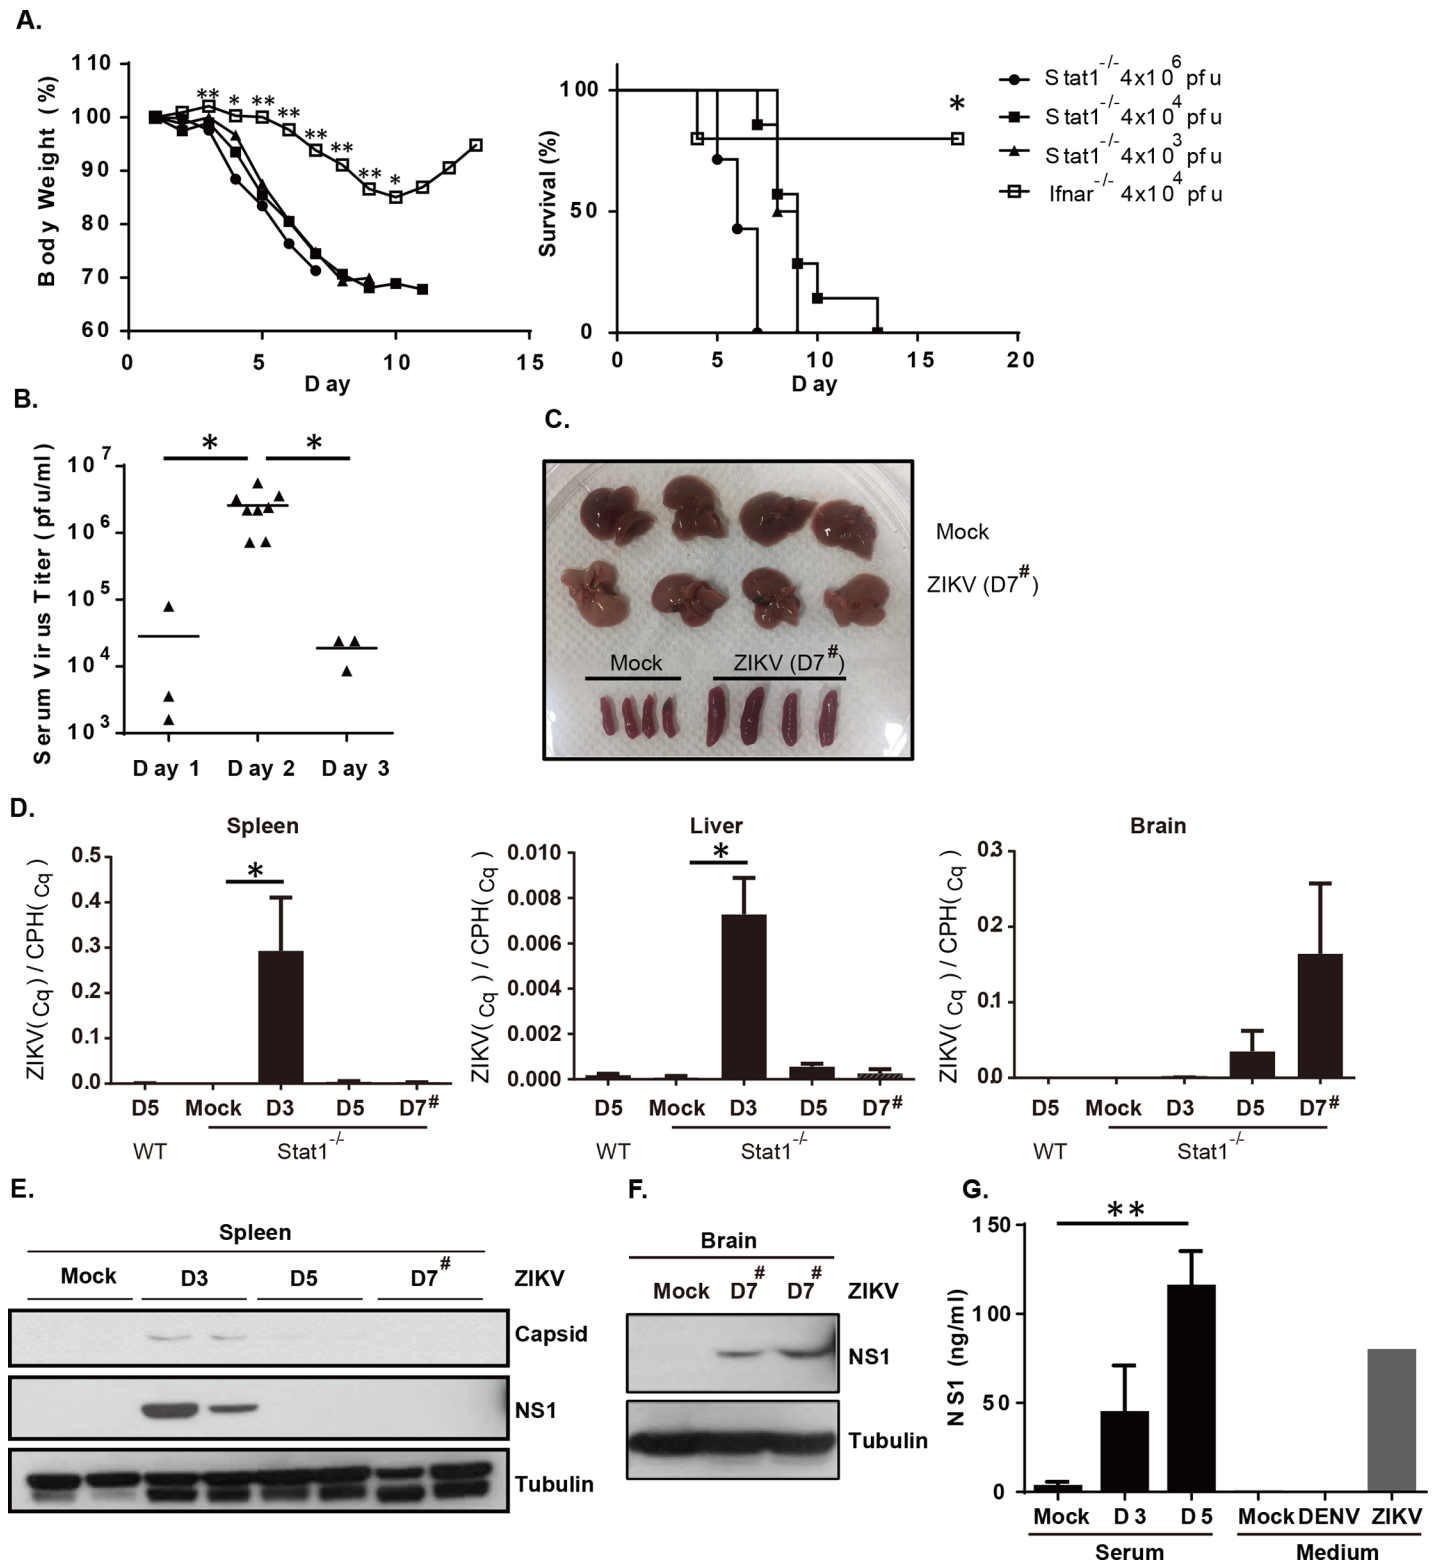 A.
Body Weight (%)
110
100
90
80
70
60
** * ** ** ** ** ** *
0 5 10 15
Day
Survival (%)
100
50
0
*
0 5 10 15 20
Day
Stat1-/- 4x10^6 pfu
Stat1-/- 4x10^4 pfu
Stat1-/- 4x10^3 pfu
Ifnar-/- 4x10^4 pfu
B.
Serum Virus Titer (pfu/ml)
10^7
10^6
10^5
10^4
10^3
* *
Day 1 Day 2 Day 3
C.
Mock
ZIKV (D7#)
Mock ZIKV (D7#)
D.
Spleen
ZIKV(Cq) / CPH(Cq)
0.5
0.4
0.3
0.2
0.1
0.0
*
D5 Mock D3 D5 D7#
WT Stat1-/-
Liver
ZIKV(Cq) / CPH(Cq)
0.010
0.008
0.006
0.004
0.002
0.000
*
D5 Mock D3 D5 D7#
WT Stat1-/-
Brain
ZIKV(Cq) / CPH(Cq)
0.3
0.2
0.1
0.0
D5 Mock D3 D5 D7#
WT Stat1-/-
E.
Spleen
Mock D3 D5 D7# ZIKV
Capsid
NS1
Tubulin
F.
Brain
Mock D7# D7# ZIKV
NS1
Tubulin
G.
NS1 (ng/ml)
150
100
50
0
**
Mock D3 D5 Mock DENV ZIKV
Serum Medium